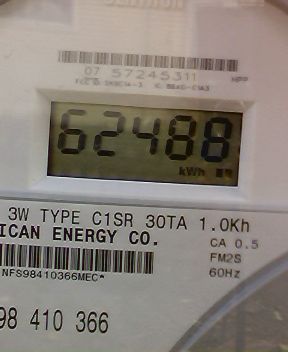 07 57245311
62488
kWh
3W TYPE C1SR 30TA 1.0Kh
ICAN ENERGY CO.
CA 0.5
FM2S
NFS98410366MEC*
60Hz
98 410 366